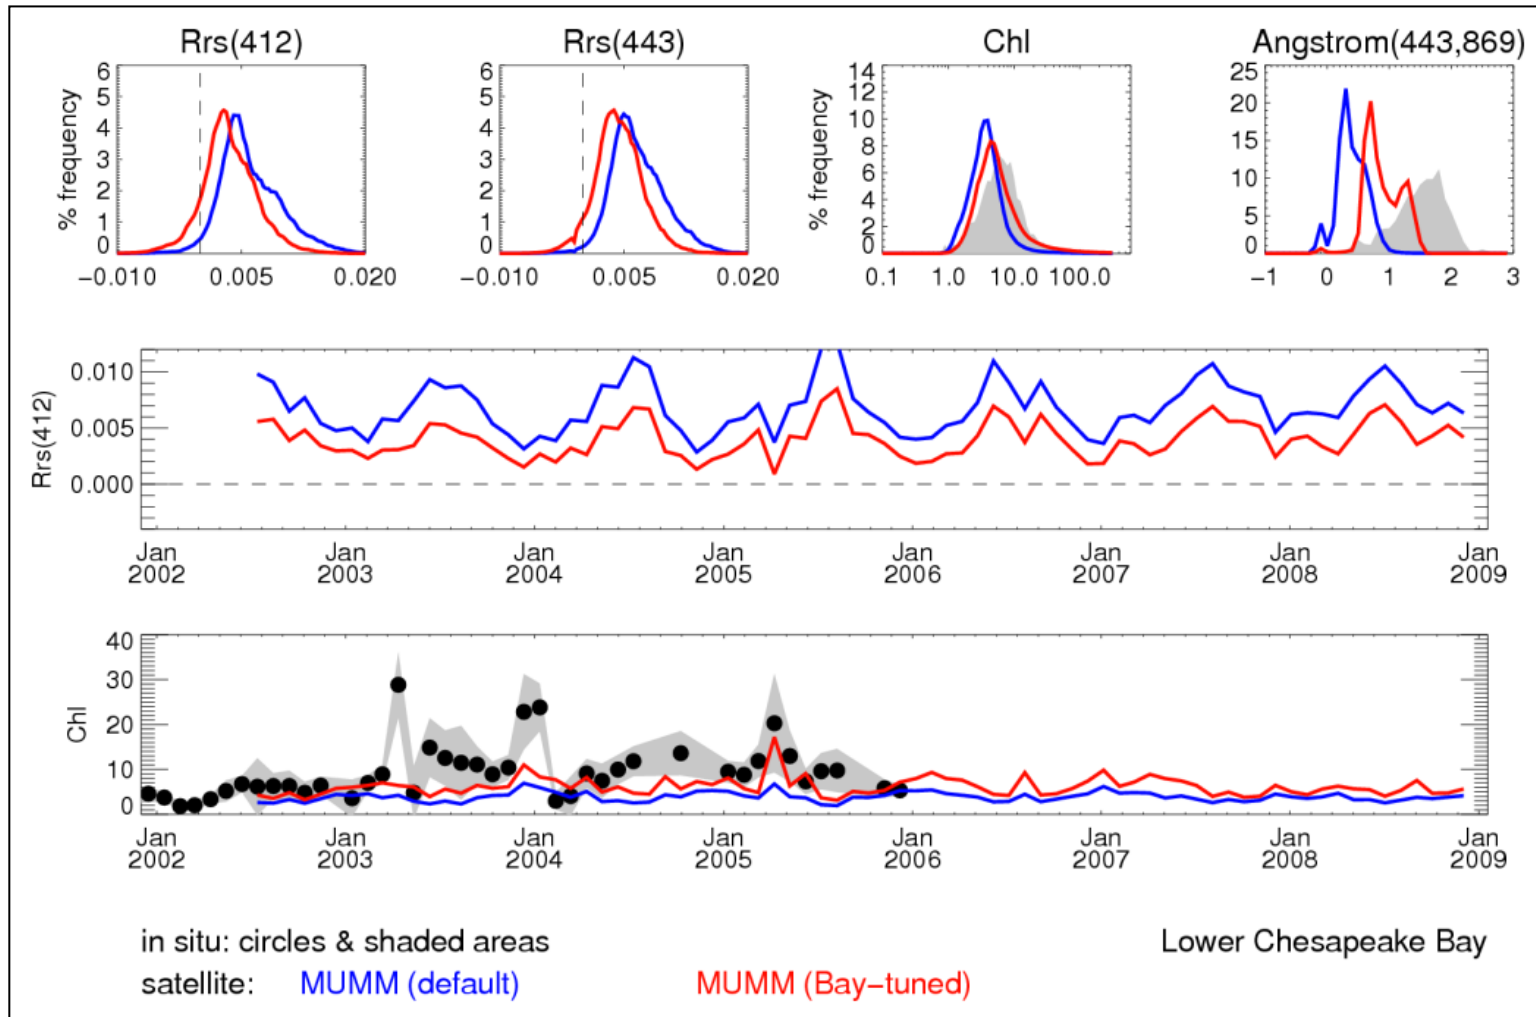 Rrs(412) Rrs(443) Chl Angstrom(443,869)
% frequency
6
5
4
3
2
1
0
−0.010 0.005 0.020
% frequency
6
5
4
3
2
1
0
−0.010 0.005 0.020
% frequency
14
12
10
8
6
4
2
0
0.1 1.0 10.0 100.0
25
20
15
10
5
0
−1 0 1 2 3
Rrs(412)
0.010
0.005
0.000
Jan Jan Jan Jan Jan Jan Jan Jan
2002 2003 2004 2005 2006 2007 2008 2009
Chl
40
30
20
10
0
Jan Jan Jan Jan Jan Jan Jan Jan
2002 2003 2004 2005 2006 2007 2008 2009
in situ: circles & shaded areas Lower Chesapeake Bay
satellite: MUMM (default) MUMM (Bay−tuned)